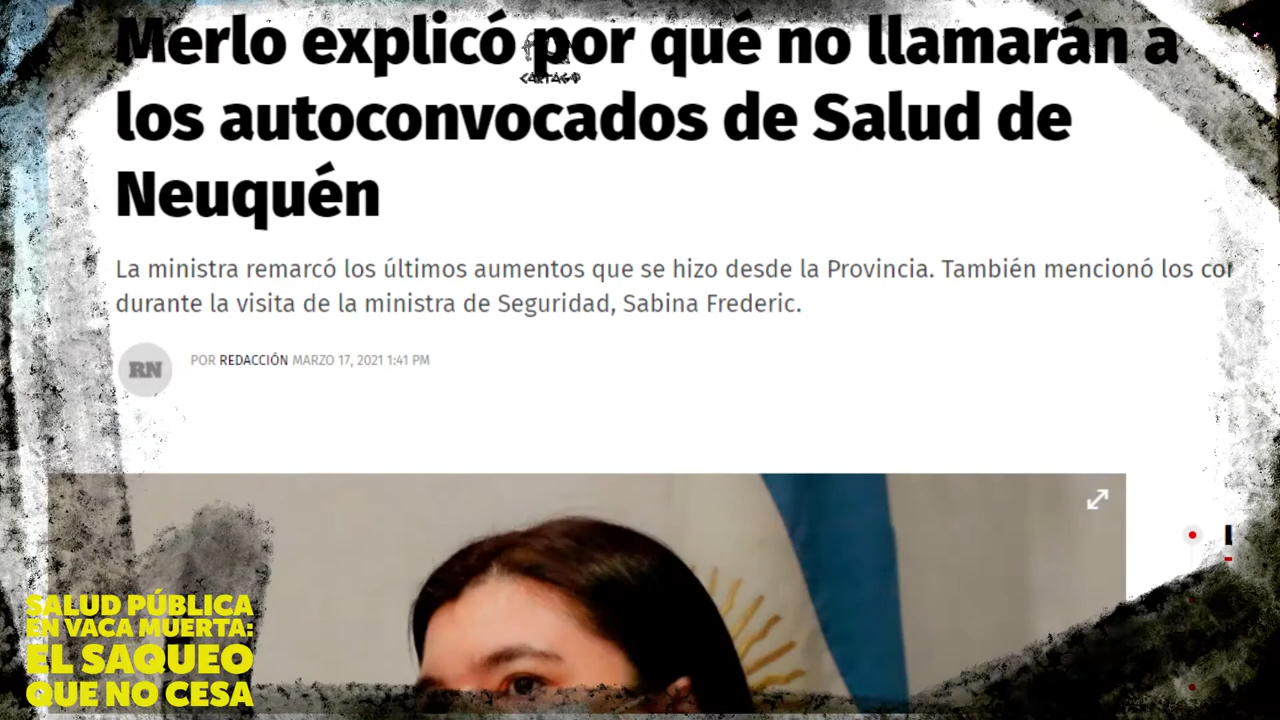 Merlo explicó por qué no llamarán a
CARTAGO
los autoconvocados de Salud de
Neuquén
La ministra remarcó los últimos aumentos que se hizo desde la Provincia. También mencionó los
durante la visita de la ministra de Seguridad, Sabina Frederic.
RN
POR REDACCIÓN MARZO 17, 2021 1:41 PM
SALUD PÚBLICA
EN VACA MUERTA:
EL SAQUEO
QUE NO CESA